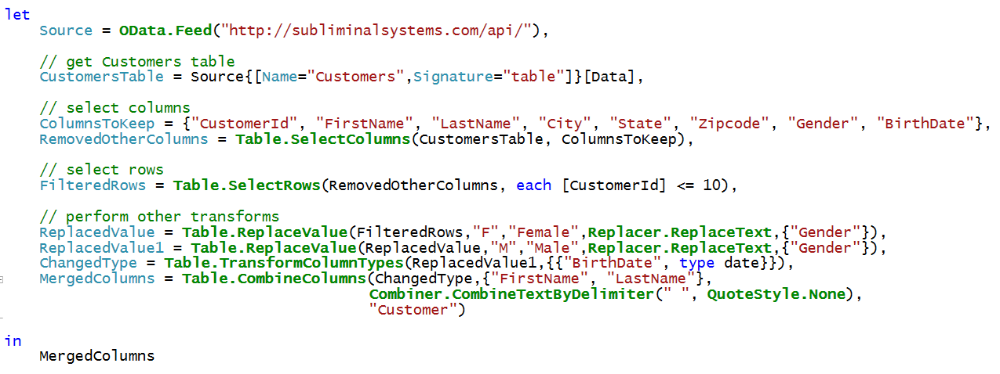 let
    Source = OData.Feed("http://subliminalsystems.com/api/"),
    // get Customers table
    CustomersTable = Source{[Name="Customers",Signature="table"]}[Data],
    // select columns
    ColumnsToKeep = {"CustomerId", "FirstName", "LastName", "City", "State", "Zipcode", "Gender", "BirthDate"},
    RemovedOtherColumns = Table.SelectColumns(CustomersTable, ColumnsToKeep),
    // select rows
    FilteredRows = Table.SelectRows(RemovedOtherColumns, each [CustomerId] <= 10),
    // perform other transforms
    ReplacedValue = Table.ReplaceValue(FilteredRows,"F","Female",Replacer.ReplaceText,{"Gender"}),
    ReplacedValue1 = Table.ReplaceValue(ReplacedValue,"M","Male",Replacer.ReplaceText,{"Gender"}),
    ChangedType = Table.TransformColumnTypes(ReplacedValue1,{{"BirthDate", type date}}),
    MergedColumns = Table.CombineColumns(ChangedType,{"FirstName", "LastName"},
                                         Combiner.CombineTextByDelimiter(" ", QuoteStyle.None),
                                         "Customer")
in
    MergedColumns